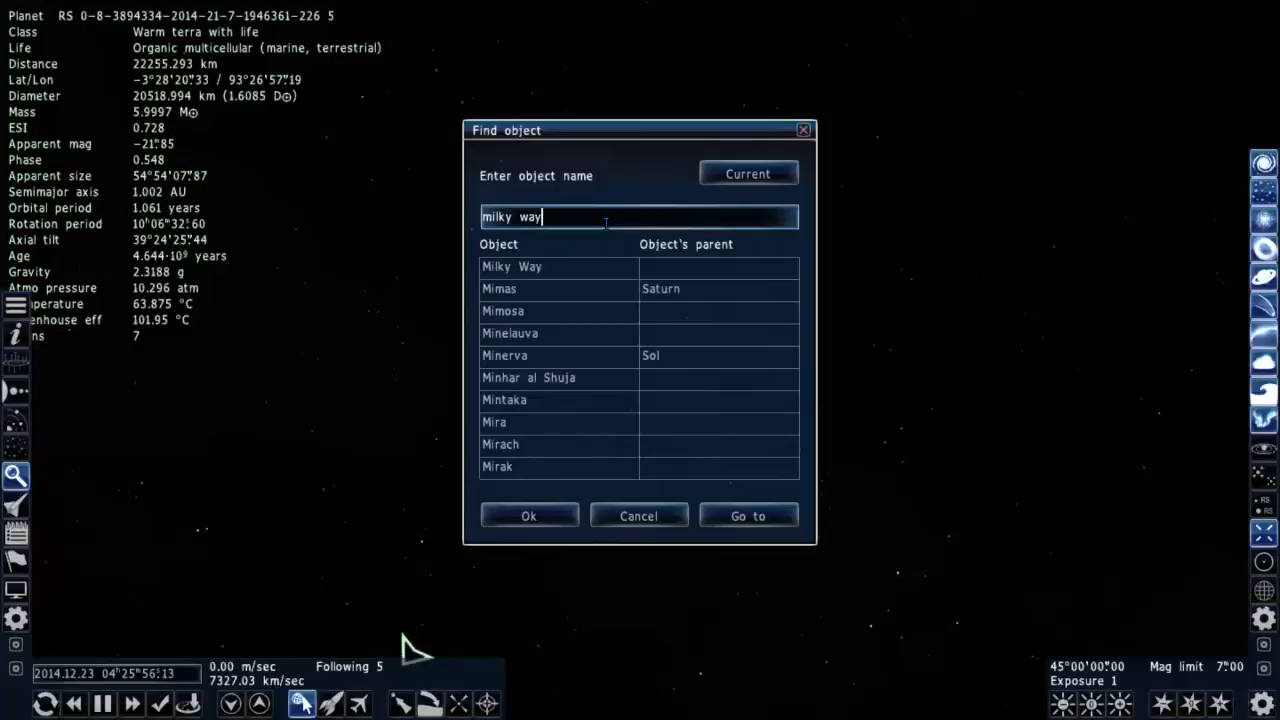 Planet RS 0-8-3894334-2014-21-7-1946361-226 5
Class Warm terra with life
Life Organic multicellular (marine, terrestrial)
Distance 22255.293 km
Lat/Lon -3°28'20"33 / 93°26'57"19
Diameter 20518.994 km (1.6085 D⊕)
Mass 5.9997 M⊕
ESI 0.728
Apparent mag -21.85
Phase 0.548
Apparent size 54°54'07"87
Semimajor axis 1.002 AU
Orbital period 1.061 years
Rotation period 10ʰ06ᵐ32ˢ60
Axial tilt 39°24'25"44
Age 4.644·10⁹ years
Gravity 2.3188 g
Atmo pressure 10.296 atm
mperature 63.875 °C
enhouse eff 101.95 °C
ns 7
Find object
Enter object name
Current
milky way
Object Object's parent
Milky Way
Mimas Saturn
Mimosa
Minelauva
Minerva Sol
Minhar al Shuja
Mintaka
Mira
Mirach
Mirak
Ok Cancel Go to
RS
RS
2014.12.23 04ʰ25ᵐ56ˢ13
0.00 m/sec
7327.03 km/sec
Following 5
45°00'00"00
Exposure 1
Mag limit 7ᵐ00